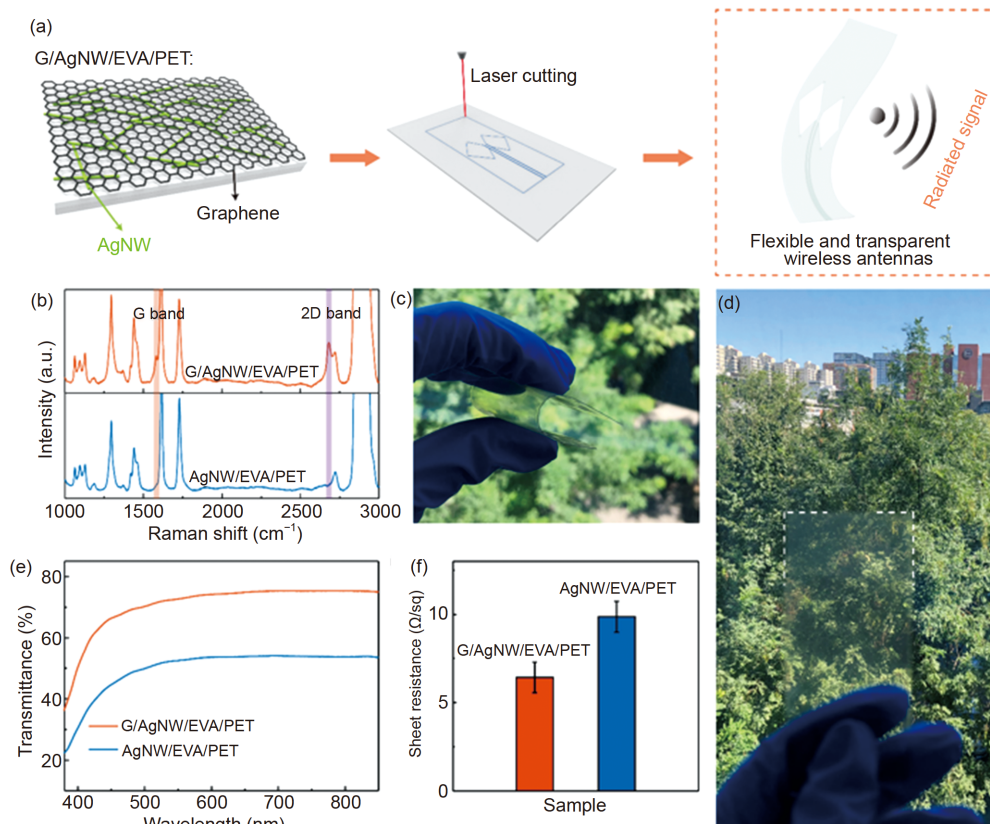 (a)
G/AgNW/EVA/PET:
Graphene
AgNW
Laser cutting
Radiated signal
Flexible and transparent
wireless antennas
(b)
G band
2D band
G/AgNW/EVA/PET
AgNW/EVA/PET
Intensity (a.u.)
1000 1500 2000 2500 3000
Raman shift (cm⁻¹)
(c)
(d)
(e)
80
60
40
20
Transmittance (%)
G/AgNW/EVA/PET
AgNW/EVA/PET
400 500 600 700 800
Wavelength (nm)
(f)
10
5
0
Sheet resistance (Ω/sq)
AgNW/EVA/PET
G/AgNW/EVA/PET
Sample